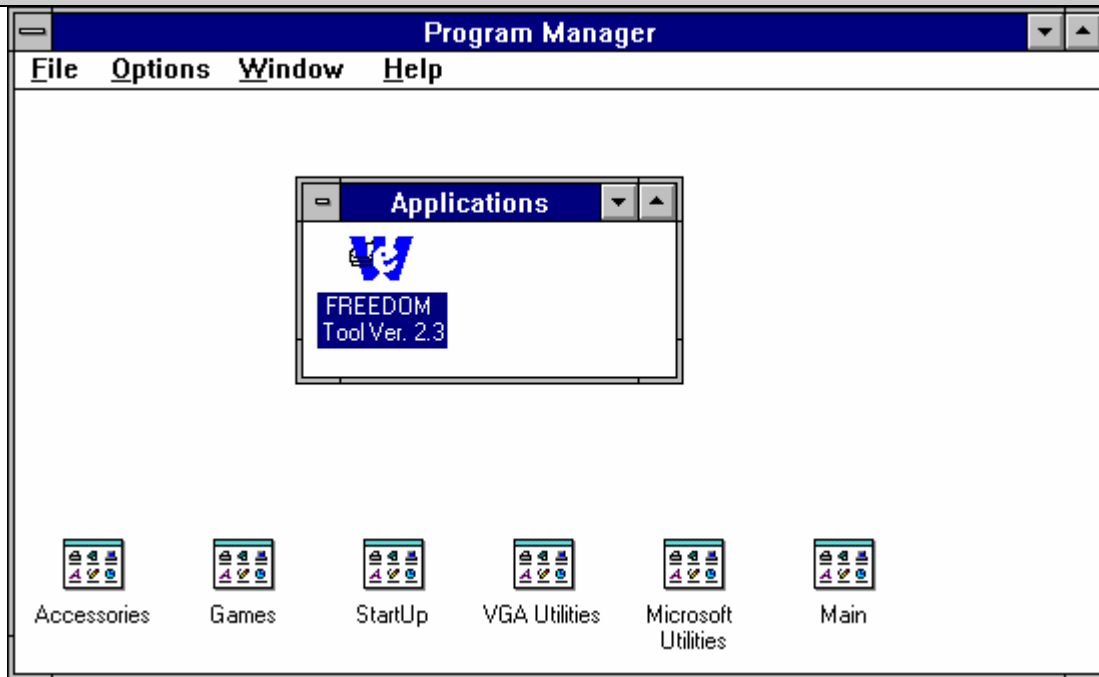 Program Manager
File Options Window Help
Applications
We
FREEDOM
Tool Ver. 2.3
Accessories Games StartUp VGA Utilities Microsoft Utilities Main